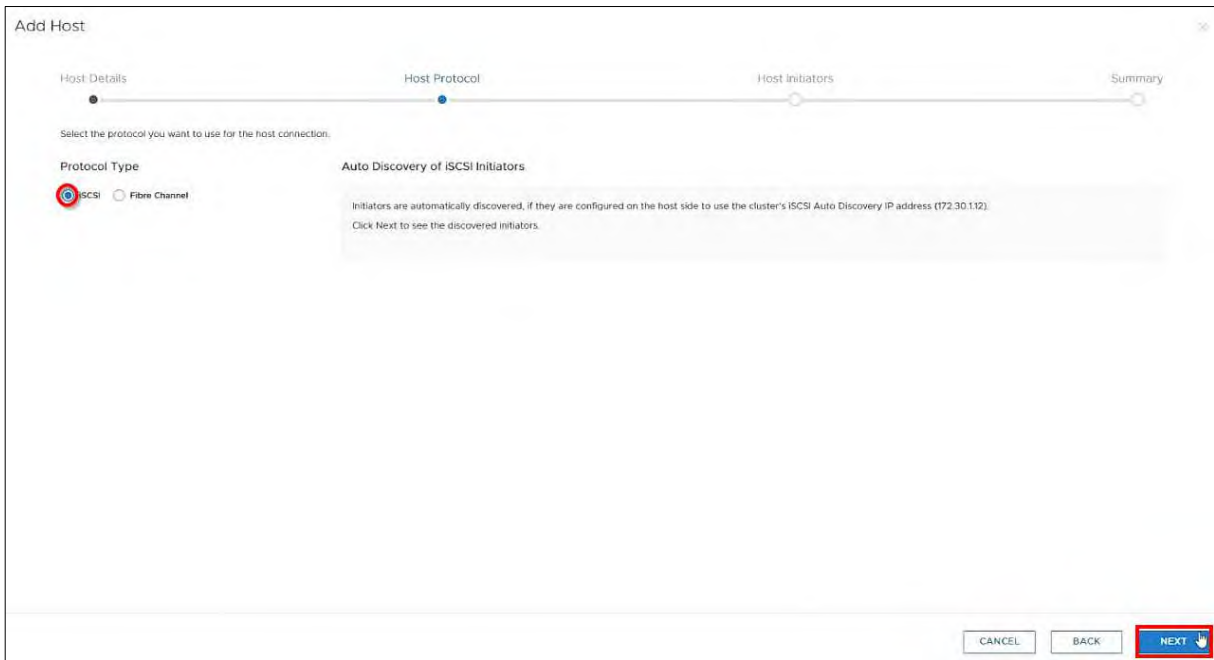 Add Host
Host Details Host Protocol Host Initiators Summary
Select the protocol you want to use for the host connection.
Protocol Type Auto Discovery of iSCSI Initiators
iSCSI Fibre Channel
Initiators are automatically discovered, if they are configured on the host side to use the cluster's iSCSI Auto Discovery IP address (172.30.1.12).
Click Next to see the discovered initiators.
CANCEL BACK NEXT